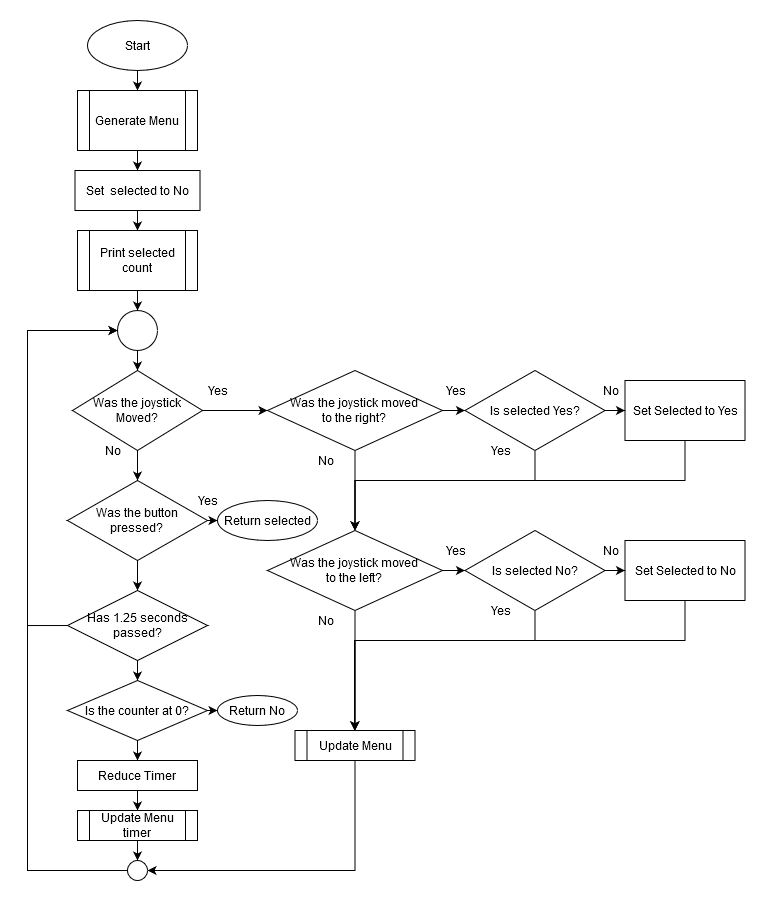 Start
Generate Menu
Set selected to No
Print selected
count
Was the joystick
Moved?
Yes
No
Was the joystick moved
to the right?
Yes
No
Is selected Yes?
No
Yes
Set Selected to Yes
Was the button
pressed?
Yes
Return selected
Was the joystick moved
to the left?
Yes
No
Is selected No?
No
Yes
Set Selected to No
Has 1.25 seconds
passed?
Is the counter at 0?
Return No
Reduce Timer
Update Menu
timer
Update Menu